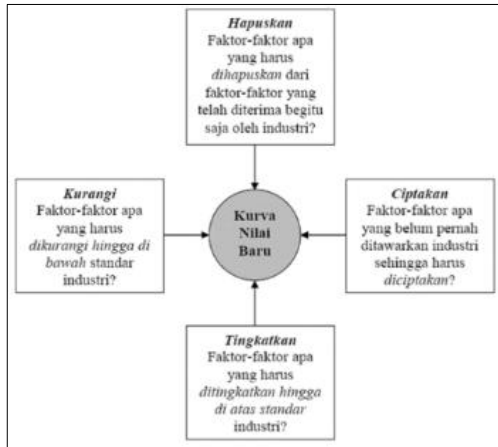 Hapuskan
Faktor-faktor apa
yang harus
dihapuskan dari
faktor-faktor yang
telah diterima begitu
saja oleh industri?
Kurangi
Faktor-faktor apa
yang harus
dikurangi hingga di
bawah standar
industri?
Kurva
Nilai
Baru
Ciptakan
Faktor-faktor apa
yang belum pernah
ditawarkan industri
sehingga harus
diciptakan?
Tingkatkan
Faktor-faktor apa
yang harus
ditingkatkan hingga
di atas standar
industri?